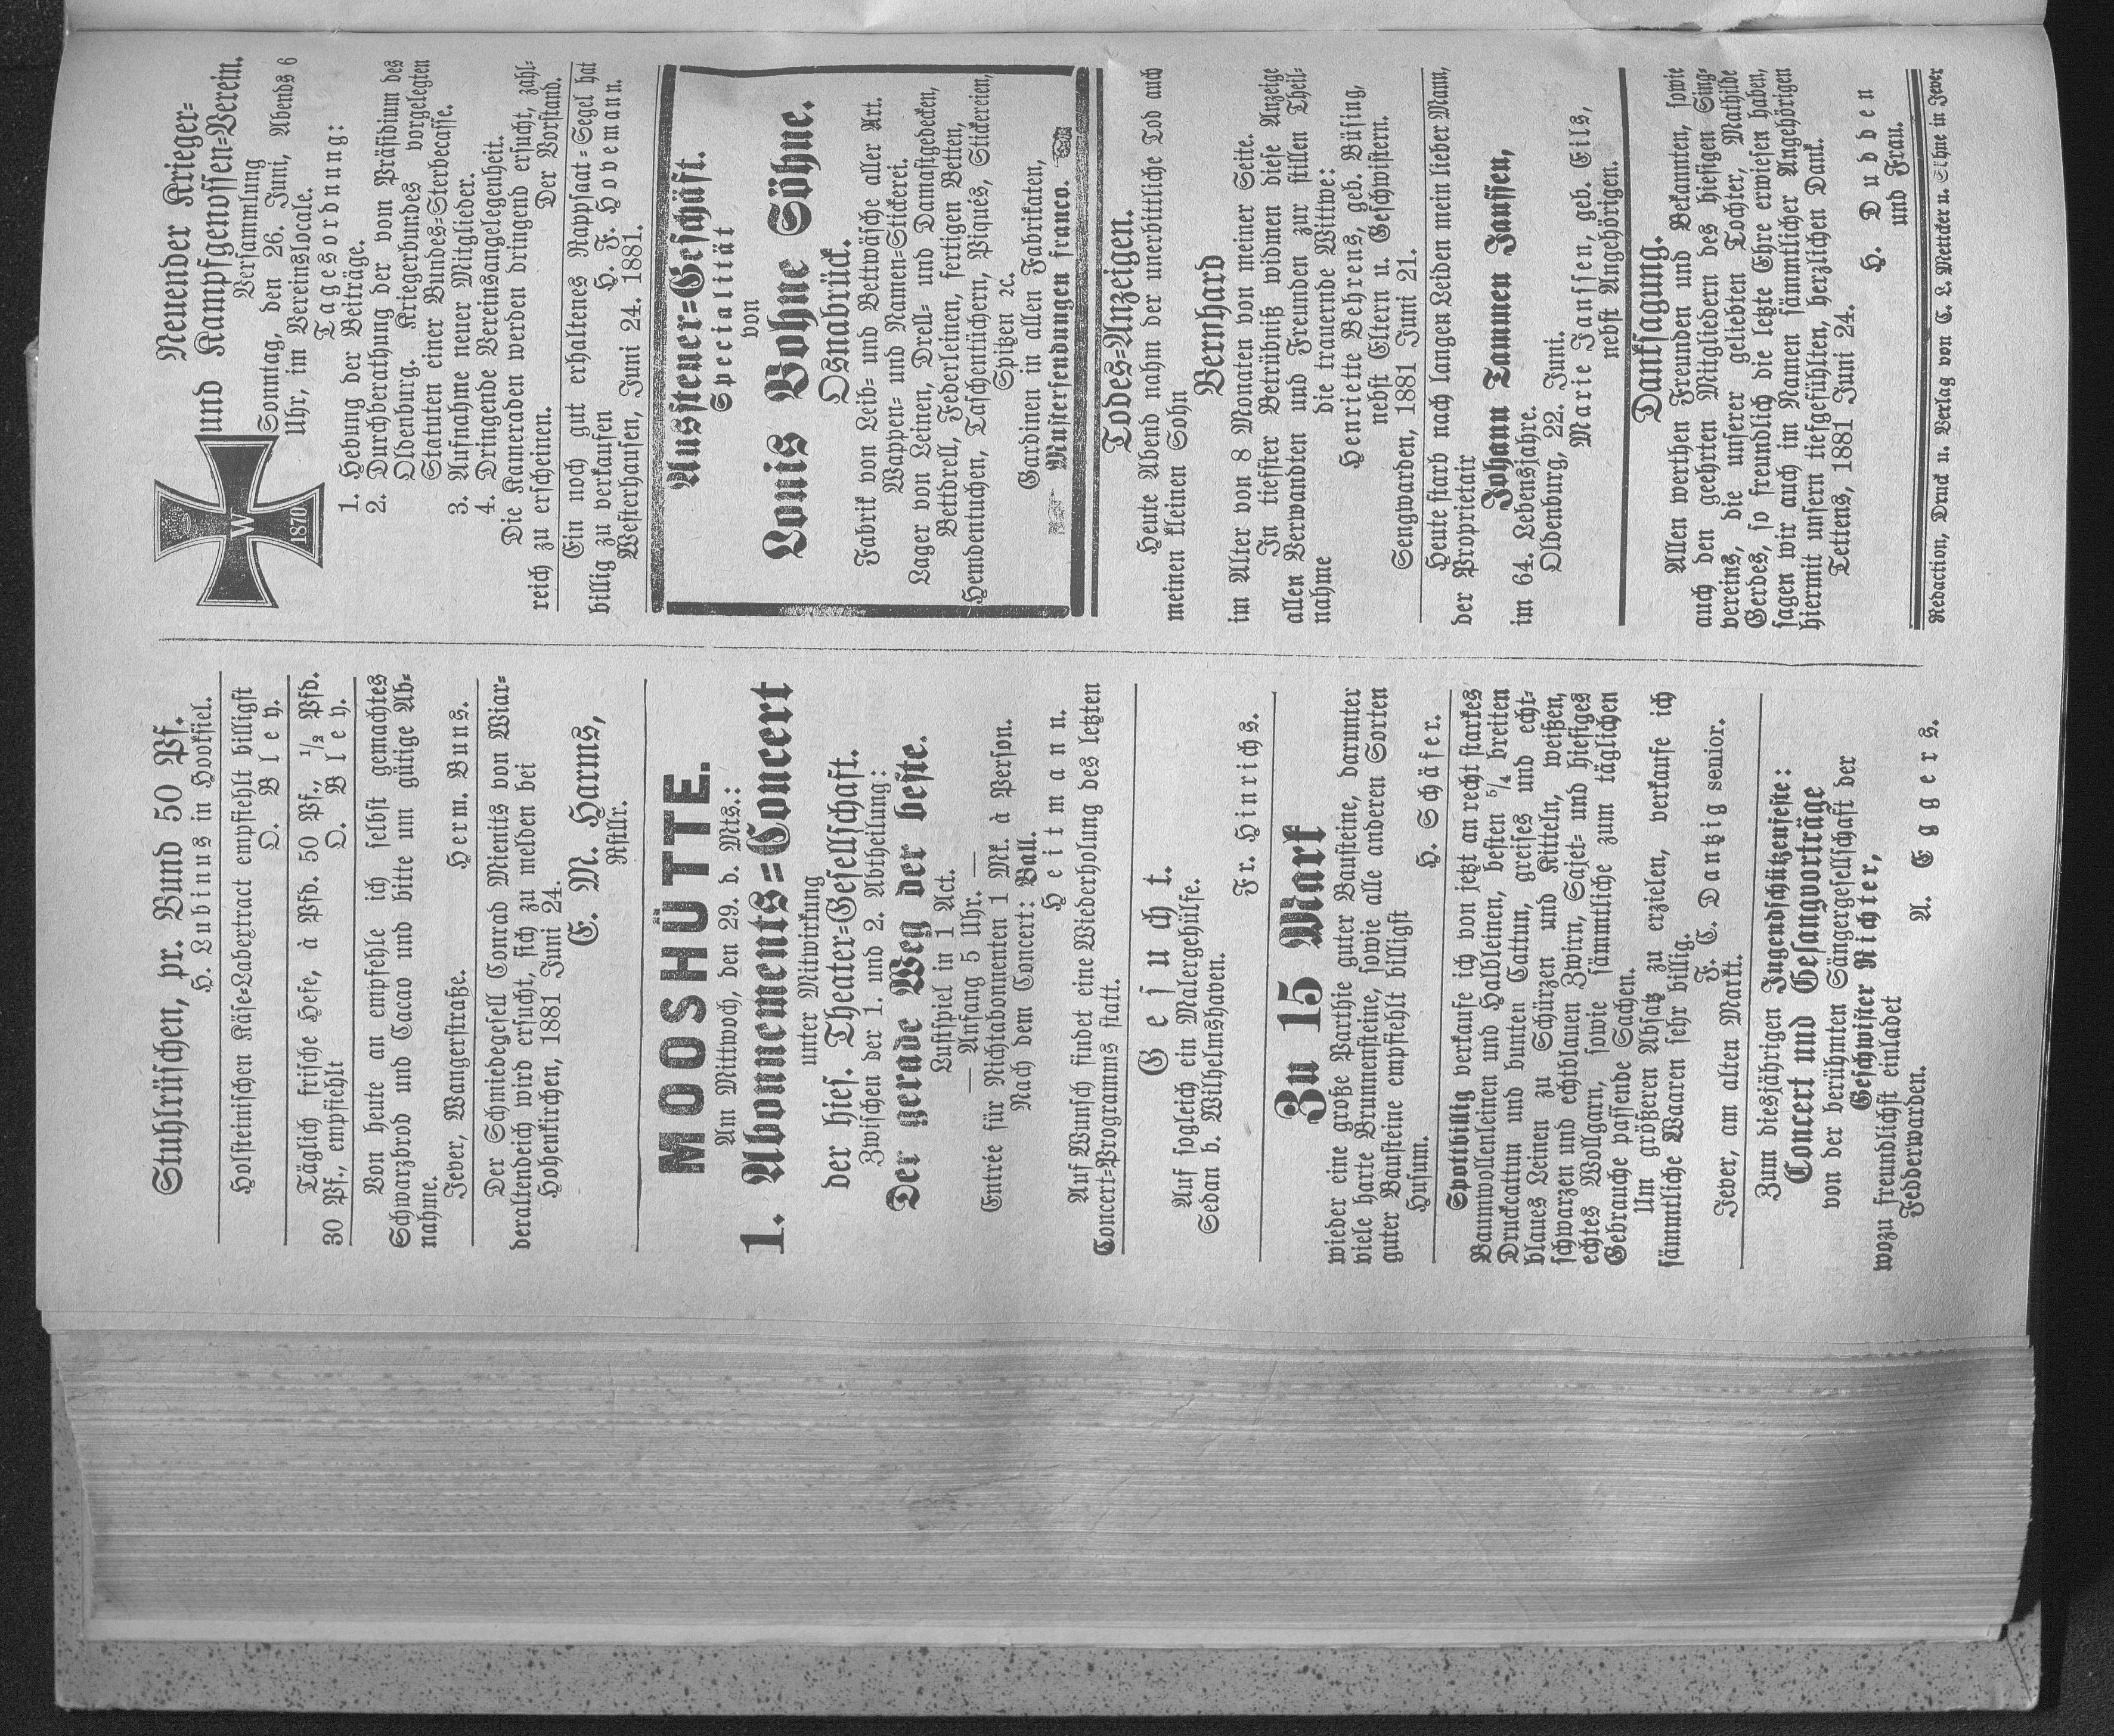 Stuhlrüschen, pr. Bund 50 Pf.
H. Lubinus in Hooksiel.
Holsteinischen Käse-Labextract empfiehlt billigst
D. Bley.
Täglich frische Hefe, à Pfd. 50 Pf., ½ Pfd.
30 Pf., empfiehlt D. Bley.
Von heute an empfehle ich selbst gemachtes
Schwarzbrod und Cacao und bitte um gütige Ab-
nahme.
Jever, Wangerstraße. Herm. Buns.
Der Schmiedegesell Conrad Mienits von Wiar-
deraltendeich wird ersucht, sich zu melden bei
Hohenkirchen, 1881 Juni 24.
E. M. Harms,
Rstllr.
MOOSHÜTTE.
Am Mittwoch, den 29. d. Mts.:
1. Abonnements-Concert
unter Mitwirkung
der hies. Theater-Gesellschaft.
Zwischen der 1. und 2. Abtheilung:
Der gerade Weg der beste.
Lustspiel in 1 Act.
— Anfang 5 Uhr. —
Entrée für Nichtabonnenten 1 Mk. à Person.
Nach dem Concert: Ball.
Heitmann.
Auf Wunsch findet eine Wiederholung des letzten
Concert-Programms statt.
Gesucht.
Auf sogleich ein Malergehülfe.
Sedan b. Wilhelmshaven.
Fr. Hinrichs.
Zu 15 Mark
wieder eine große Parthie guter Bausteine, darunter
viele harte Brunnensteine, sowie alle anderen Sorten
guter Bausteine empfiehlt billigst
Husum. H. Schäfer.
Spottbillig verkaufe ich von jetzt an recht starkes
Baumwollenleinen und Halbleinen, besten 5/4 breiten
Druckcattun und bunten Cattun, greises und echt-
blaues Leinen zu Schürzen und Kitteln, weißen,
schwarzen und echtblauen Zwirn, Sajet- und hiesiges
echtes Wollgarn, sowie sämmtliche zum täglichen
Gebrauche passende Sachen.
Um größeren Absatz zu erzielen, verkaufe ich
sämmtliche Waaren sehr billig.
F. C. Dantzig senior.
Jever, am alten Markt.
Zum diesjährigen Jugendschützenfeste:
Concert und Gesangvorträge
von der berühmten Sängergesellschaft der
Geschwister Richter,
wozu freundlichst einladet
Fedderwarden. A. Eggers.
Neuender Krieger-
und Kampfgenossen-Verein.
W
1870
Versammlung
Sonntag, den 26. Juni, Abends 6
Uhr, im Vereinslocale.
Tagesordnung:
1. Hebung der Beiträge.
2. Durchberathung der vom Präsidium des
Oldenburg. Kriegerbundes vorgelegten
Statuten einer Bundes-Sterbecasse.
3. Aufnahme neuer Mitglieder.
4. Dringende Vereinsangelegenheit.
Die Kameraden werden dringend ersucht, zahl-
reich zu erscheinen. Der Vorstand.
Ein noch gut erhaltenes Rappsaat-Segel hat
billig zu verkaufen H. F. Hovemann.
Westerhausen, Juni 24. 1881.
Aussteuer-Geschäft.
Specialität
von
Louis Bohne Söhne.
Osnabrück.
Fabrik von Leib- und Bettwäsche aller Art.
Wappen- und Namen-Stickerei.
Lager von Leinen, Drell- und Damastgedecken,
Bettdrell, Federleinen, fertigen Betten,
Hemdentuchen, Taschentüchern, Piqués, Stickereien,
Spitzen ꝛc.
Gardinen in allen Fabrikaten,
Mustersendungen franco.
Todes-Anzeigen.
Heute Abend nahm der unerbittliche Tod auch
meinen kleinen Sohn
Bernhard
im Alter von 8 Monaten von meiner Seite.
In tiefster Betrübniß widmen diese Anzeige
allen Verwandten und Freunden zur stillen Theil-
nahme die trauernde Wittwe:
Henriette Behrens, geb. Büsing,
nebst Eltern u. Geschwistern.
Sengwarden, 1881 Juni 21.
Heute starb nach langen Leiden mein lieber Mann,
der Proprietair
Johann Tammen Janssen,
im 64. Lebensjahre.
Oldenburg, 22. Juni.
Marie Janssen, geb. Eils,
nebst Angehörigen.
Danksagung.
Allen werthen Freunden und Bekannten, sowie
auch den geehrten Mitgliedern des hiesigen Sing-
vereins, die unserer geliebten Tochter, Mathilde
Gerdes, so freundlich die letzte Ehre erwiesen haben,
sagen wir auch im Namen sämmtlicher Angehörigen
hiermit unsern tiefgefühlten, herzlichen Dank.
Tettens, 1881 Juni 24.
H. Dudden
und Frau.
Redaction, Druck u. Verlag von C. L. Mettcker u. Söhne in Jever